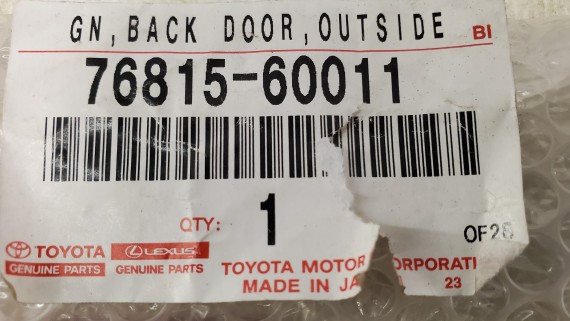 GN,BACK DOOR,OUTSIDE BI
76815-60011
QTY: 1
OF26
TOYOTA LEXUS
GENUINE PARTS GENUINE PARTS
TOYOTA MOTOR ORPORATI
MADE IN JA 23